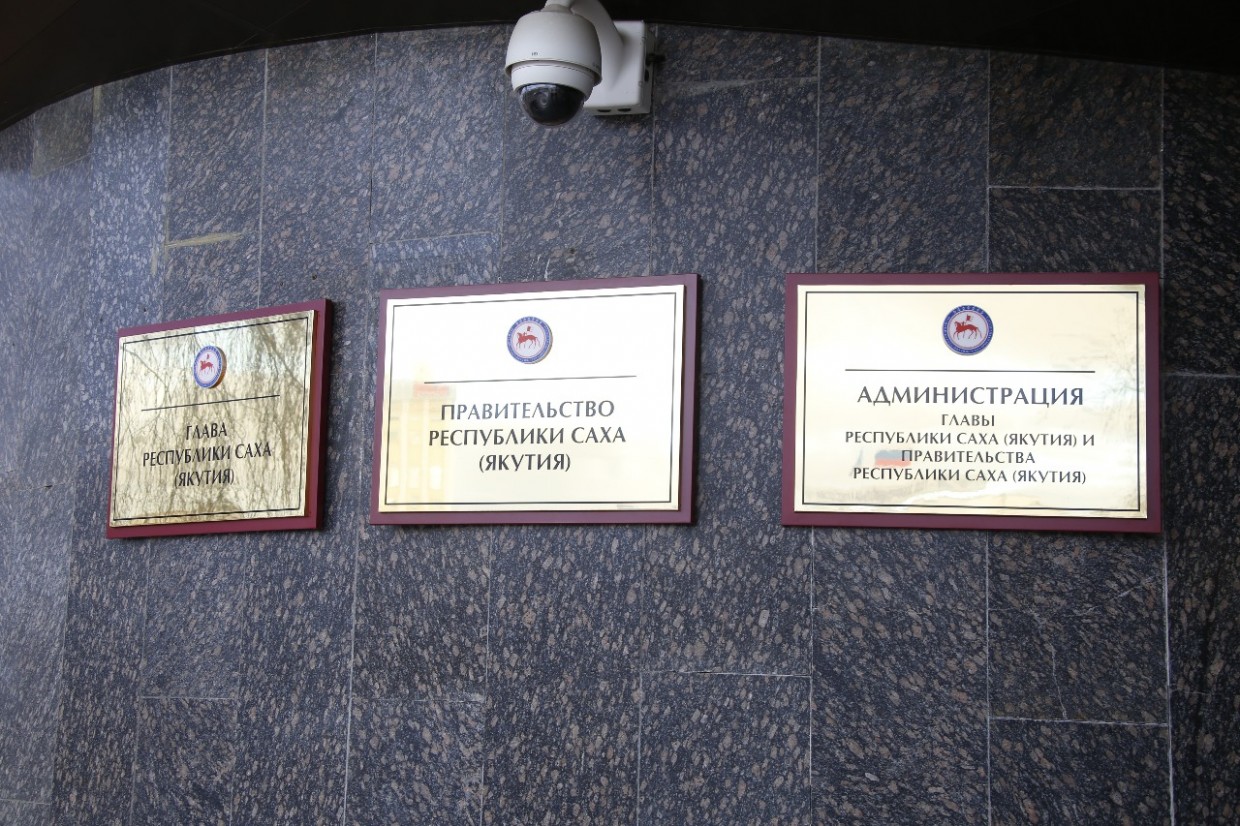 ГЛАВА
РЕСПУБЛИКИ САХА
(ЯКУТИЯ)
ПРАВИТЕЛЬСТВО
РЕСПУБЛИКИ САХА
(ЯКУТИЯ)
АДМИНИСТРАЦИЯ
ГЛАВЫ
РЕСПУБЛИКИ САХА (ЯКУТИЯ) И
ПРАВИТЕЛЬСТВА
РЕСПУБЛИКИ САХА (ЯКУТИЯ)